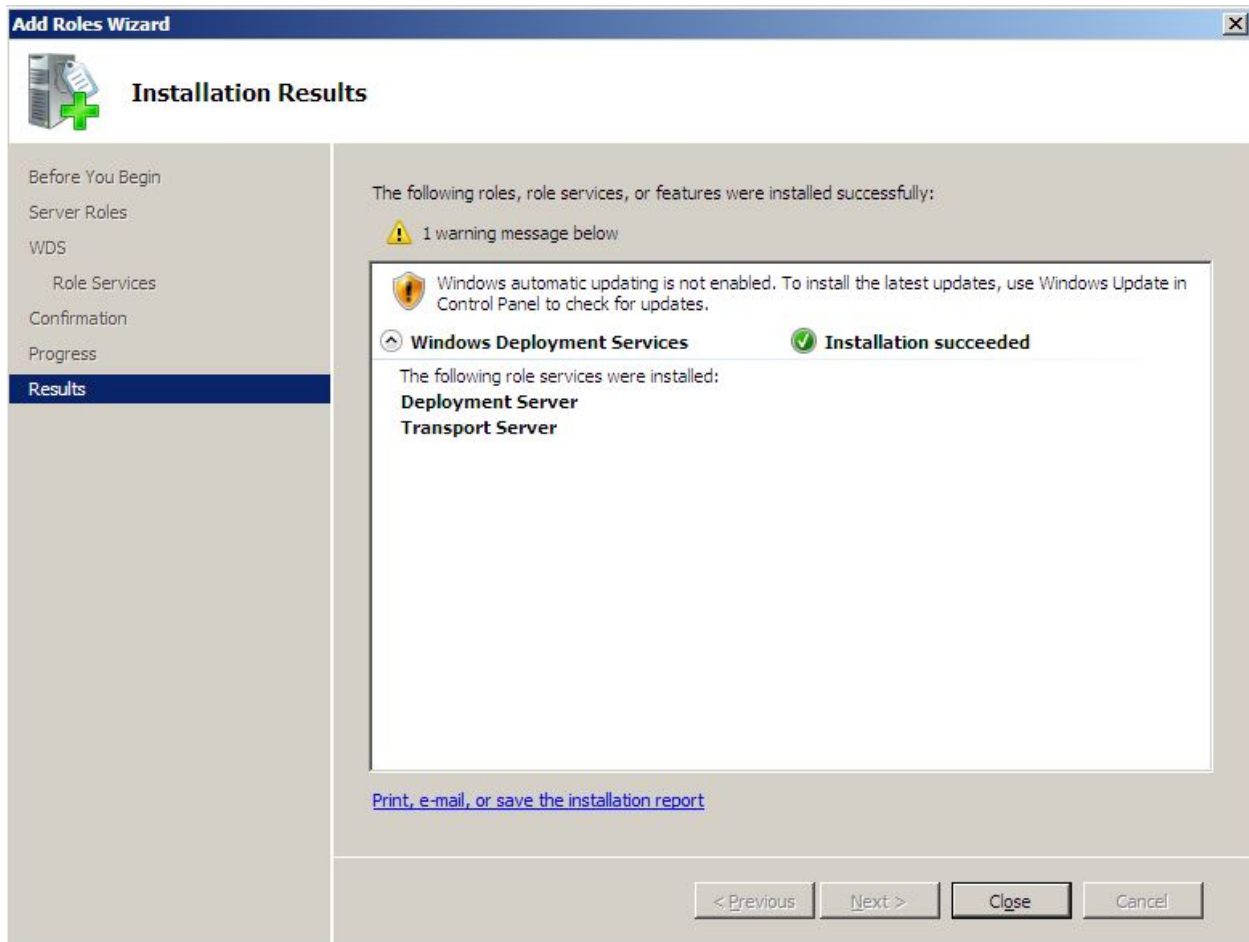 Add Roles Wizard
Installation Results
Before You Begin
Server Roles
WDS
Role Services
Confirmation
Progress
Results
The following roles, role services, or features were installed successfully:
1 warning message below
Windows automatic updating is not enabled. To install the latest updates, use Windows Update in
Control Panel to check for updates.
Windows Deployment Services
Installation succeeded
The following role services were installed:
Deployment Server
Transport Server
Print, e-mail, or save the installation report
< Previous
Next >
Close
Cancel